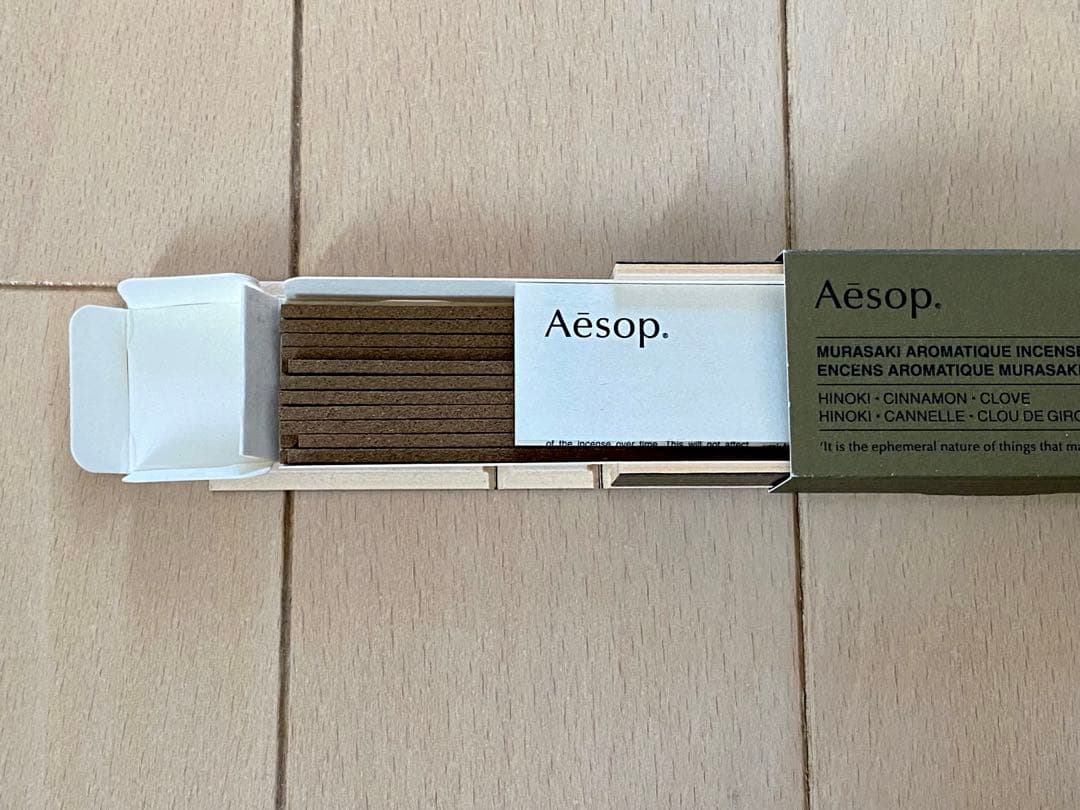 Aēsop.
of the incense over time. This will not affect
Aēsop.
MURASAKI AROMATIQUE INCENSE
ENCENS AROMATIQUE MURASAKI
HINOKI · CINNAMON · CLOVE
HINOKI · CANNELLE · CLOU DE GIRO
‘It is the ephemeral nature of things that ma